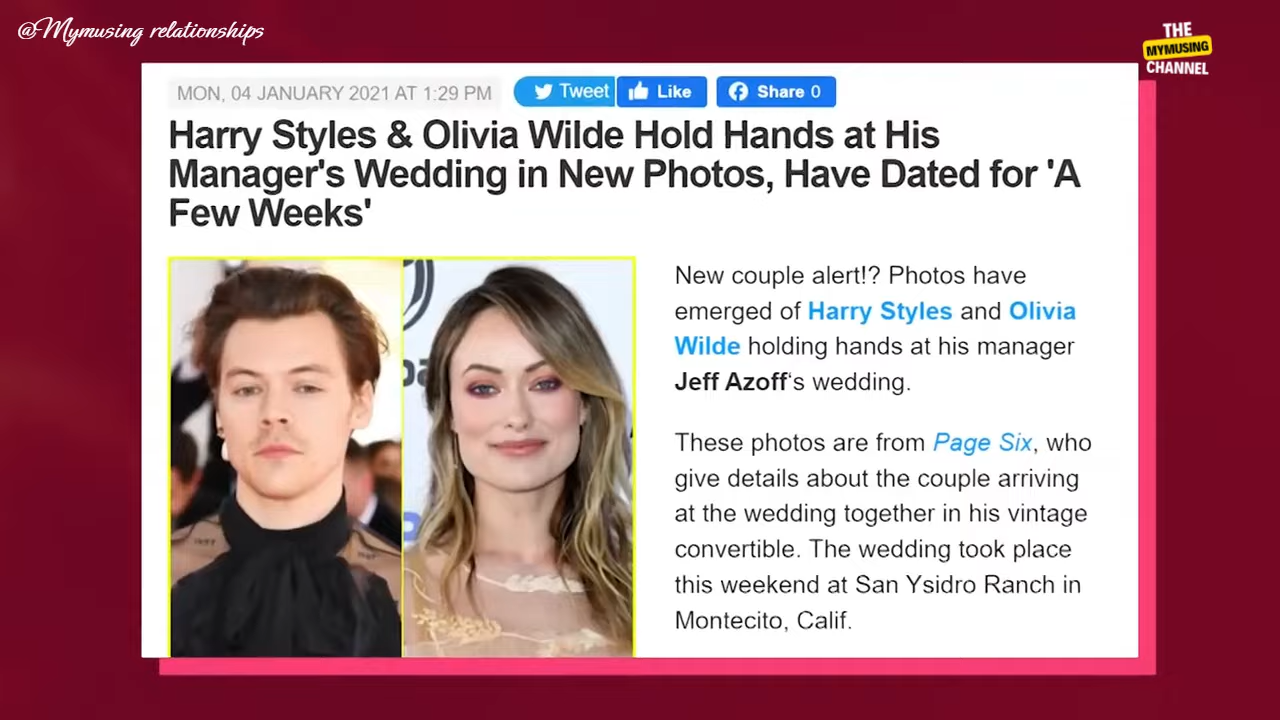 @Mymusing relationships
THE
MYMUSING
CHANNEL
MON, 04 JANUARY 2021 AT 1:29 PM
Tweet
Like
Share 0
Harry Styles & Olivia Wilde Hold Hands at His
Manager's Wedding in New Photos, Have Dated for 'A
Few Weeks'
New couple alert!? Photos have
emerged of Harry Styles and Olivia
Wilde holding hands at his manager
Jeff Azoff‘s wedding.
These photos are from Page Six, who
give details about the couple arriving
at the wedding together in his vintage
convertible. The wedding took place
this weekend at San Ysidro Ranch in
Montecito, Calif.